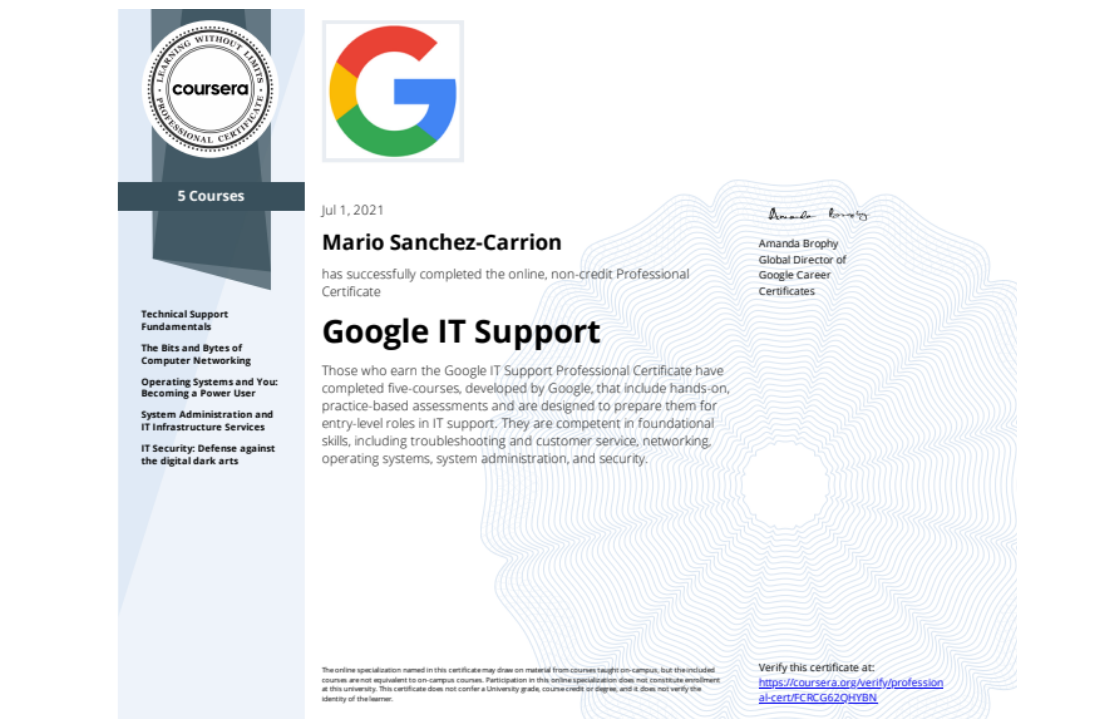 LEARNING WITHOUT LIMITS
coursera
PROFESSIONAL CERTIFICATE
5 Courses
Technical Support
Fundamentals
The Bits and Bytes of
Computer Networking
Operating Systems and You:
Becoming a Power User
System Administration and
IT Infrastructure Services
IT Security: Defense against
the digital dark arts
G
Jul 1, 2021
Mario Sanchez-Carrion
has successfully completed the online, non-credit Professional
Certificate
Google IT Support
Those who earn the Google IT Support Professional Certificate have
completed five-courses, developed by Google, that include hands-on,
practice-based assessments and are designed to prepare them for
entry-level roles in IT support. They are competent in foundational
skills, including troubleshooting and customer service, networking,
operating systems, system administration, and security.
Amanda Brophy
Amanda Brophy
Global Director of
Google Career
Certificates
The online specialization named in this certificate may draw on material from courses taught on-campus, but the included
courses are not equivalent to on-campus courses. Participation in this online specialization does not constitute enrollment
at this university. This certificate does not confer a University grade, course credit or degree, and it does not verify the
identity of the learner.
Verify this certificate at:
https://coursera.org/verify/profession
al-cert/FCRCG62QHYBN